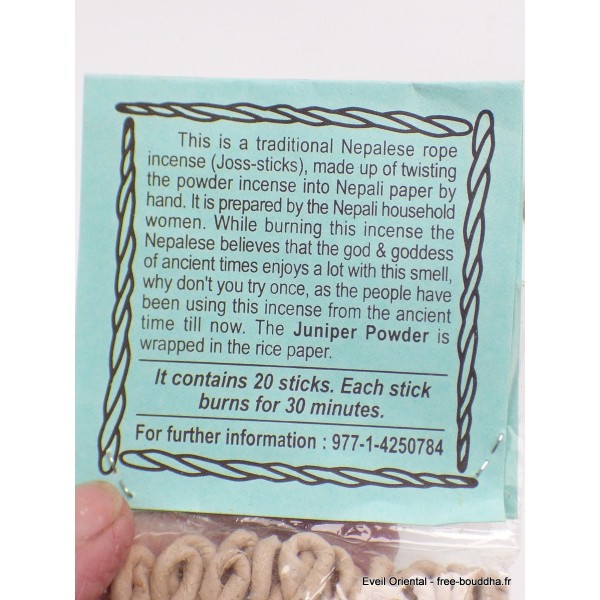 This is a traditional Nepalese rope
incense (Joss-sticks), made up of twisting
the powder incense into Nepali paper by
hand. It is prepared by the Nepali household
women. While burning this incense the
Nepalese believes that the god & goddess
of ancient times enjoys a lot with this smell,
why don't you try once, as the people have
been using this incense from the ancient
time till now. The Juniper Powder is
wrapped in the rice paper.
It contains 20 sticks. Each stick
burns for 30 minutes.
For further information : 977-1-4250784
Eveil Oriental - free-bouddha.fr